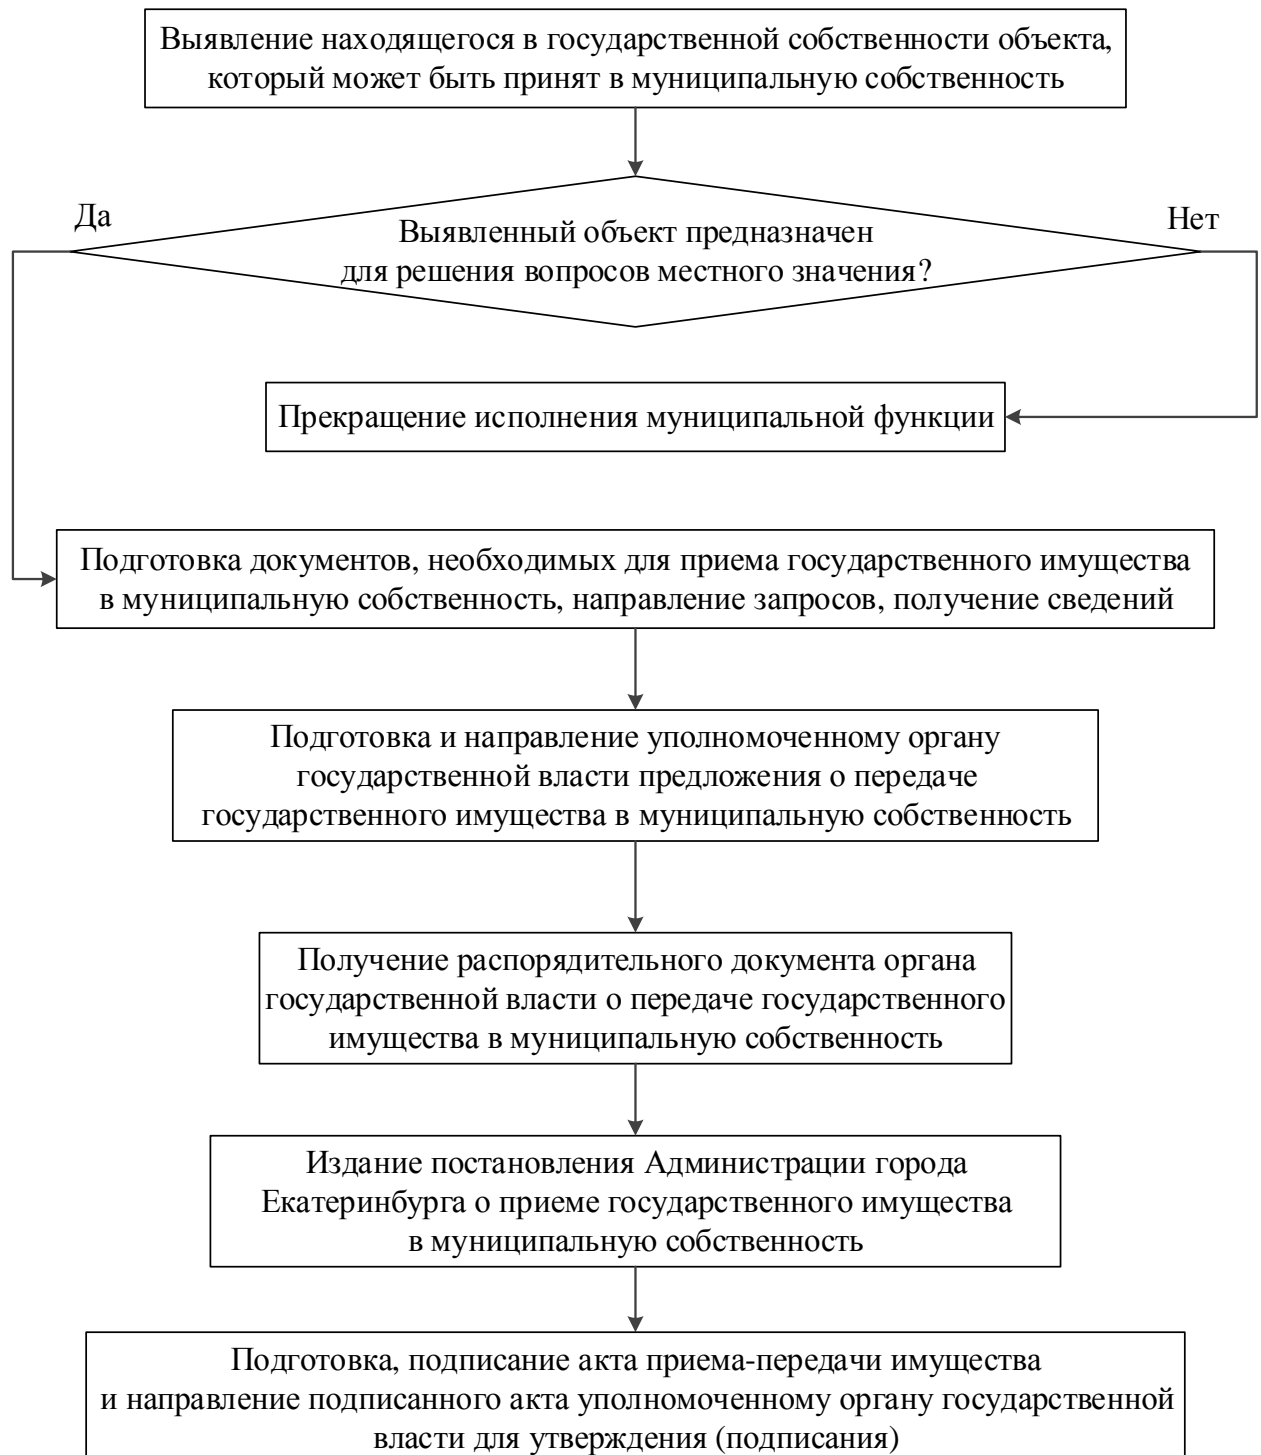 Выявление находящегося в государственной собственности объекта,
который может быть принят в муниципальную собственность
Да
Нет
Выявленный объект предназначен
для решения вопросов местного значения?
Прекращение исполнения муниципальной функции
Подготовка документов, необходимых для приема государственного имущества
в муниципальную собственность, направление запросов, получение сведений
Подготовка и направление уполномоченному органу
государственной власти предложения о передаче
государственного имущества в муниципальную собственность
Получение распорядительного документа органа
государственной власти о передаче государственного
имущества в муниципальную собственность
Издание постановления Администрации города
Екатеринбурга о приеме государственного имущества
в муниципальную собственность
Подготовка, подписание акта приема-передачи имущества
и направление подписанного акта уполномоченному органу государственной
власти для утверждения (подписания)